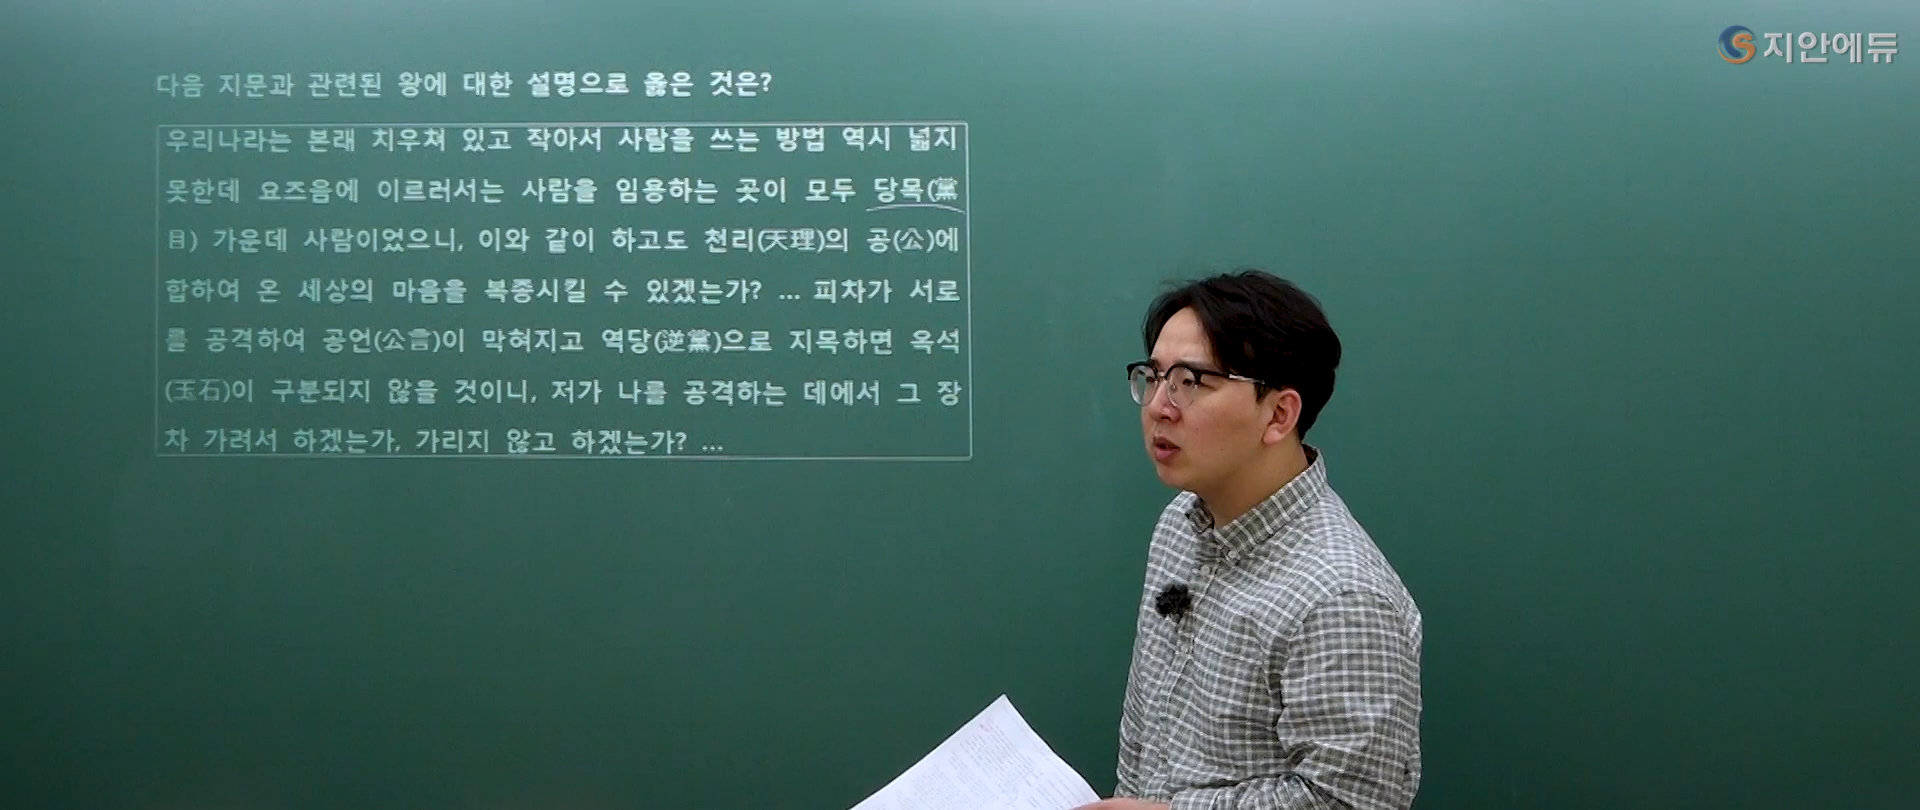 지안에듀
다음 지문과 관련된 왕에 대한 설명으로 옳은 것은?
우리나라는 본래 치우쳐 있고 작아서 사람을 쓰는 방법 역시 넓지
못한데 요즈음에 이르러서는 사람을 임용하는 곳이 모두 당목(黨
目) 가운데 사람이었으니, 이와 같이 하고도 천리(天理)의 공(公)에
합하여 온 세상의 마음을 복종시킬 수 있겠는가? ... 피차가 서로
를 공격하여 공언(公言)이 막혀지고 역당(逆黨)으로 지목하면 옥석
(玉石)이 구분되지 않을 것이니, 저가 나를 공격하는 데에서 그 장
차 가려서 하겠는가, 가리지 않고 하겠는가? ...